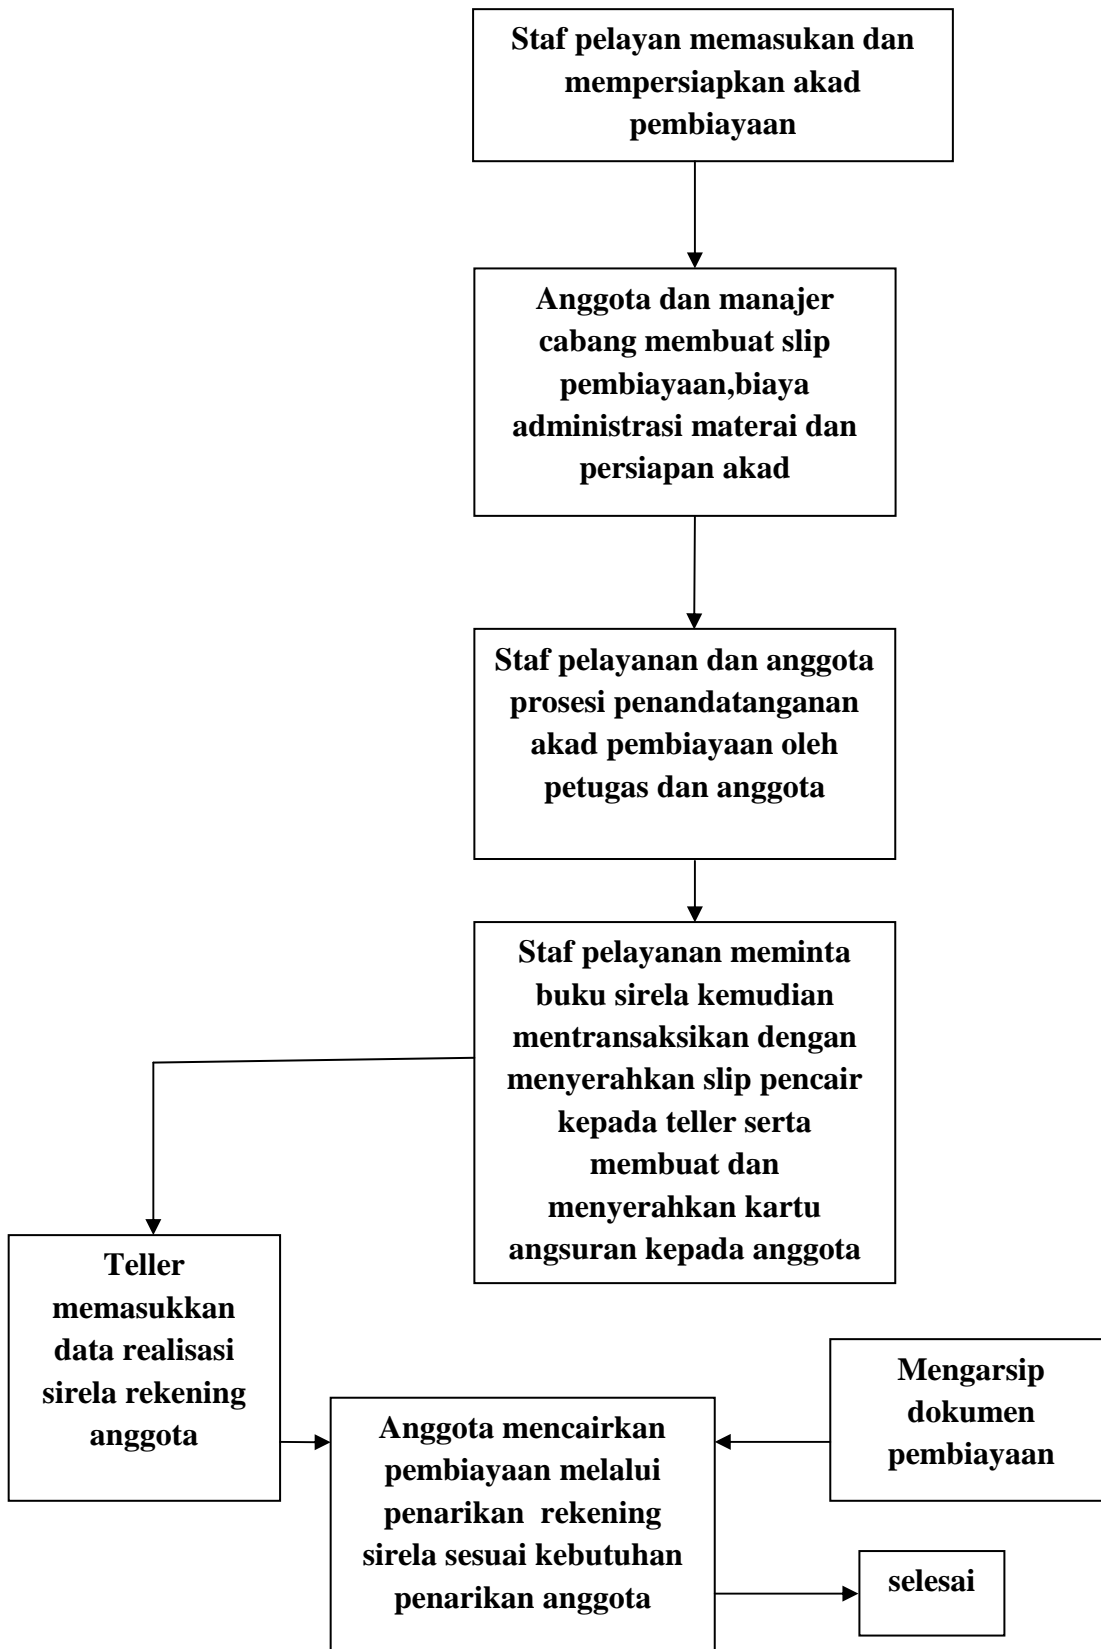 Staf pelayan memasukan dan
mempersiapkan akad
pembiayaan
Anggota dan manajer
cabang membuat slip
pembiayaan,biaya
administrasi materai dan
persiapan akad
Staf pelayanan dan anggota
prosesi penandatanganan
akad pembiayaan oleh
petugas dan anggota
Staf pelayanan meminta
buku sirela kemudian
mentransaksikan dengan
menyerahkan slip pencair
kepada teller serta
membuat dan
menyerahkan kartu
angsuran kepada anggota
Teller
memasukkan
data realisasi
sirela rekening
anggota
Anggota mencairkan
pembiayaan melalui
penarikan rekening
sirela sesuai kebutuhan
penarikan anggota
Mengarsip
dokumen
pembiayaan
selesai